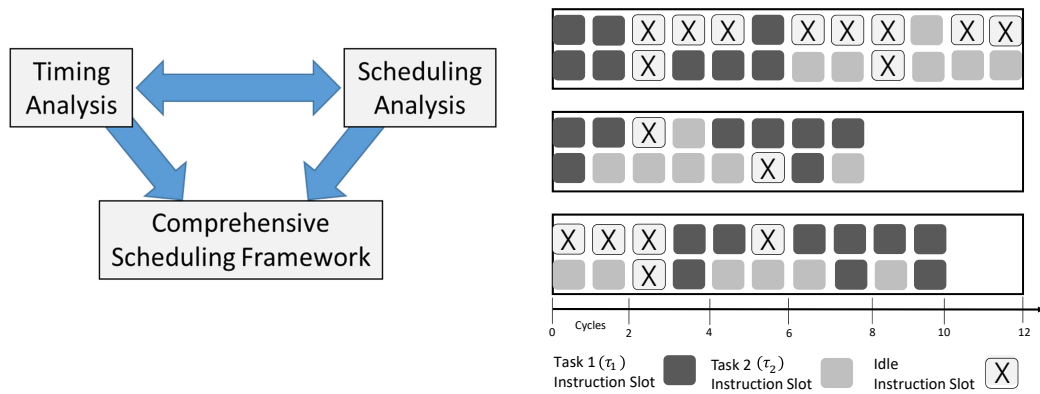 Timing
Analysis
Scheduling
Analysis
Comprehensive
Scheduling Framework
X X X X X X X X
X X
X
X
X X X X
X
Cycles
0 2 4 6 8 10 12
Task 1 (τ₁)
Instruction Slot
Task 2 (τ₂)
Instruction Slot
Idle
Instruction Slot
X